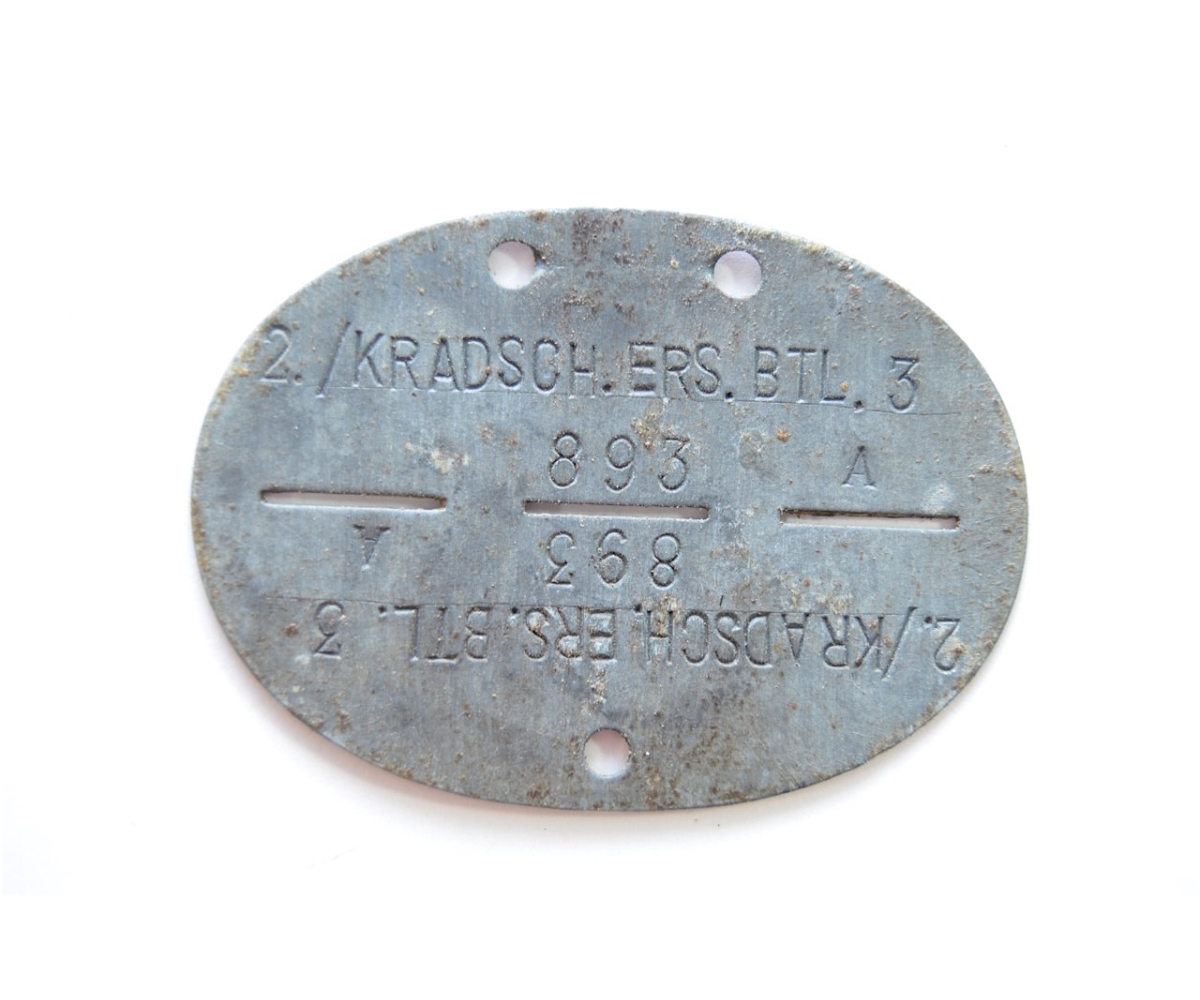 2./KRADSCH.ERS.BTL.3
893 A
A 893
2./KRADSCH.ERS.BTL.3